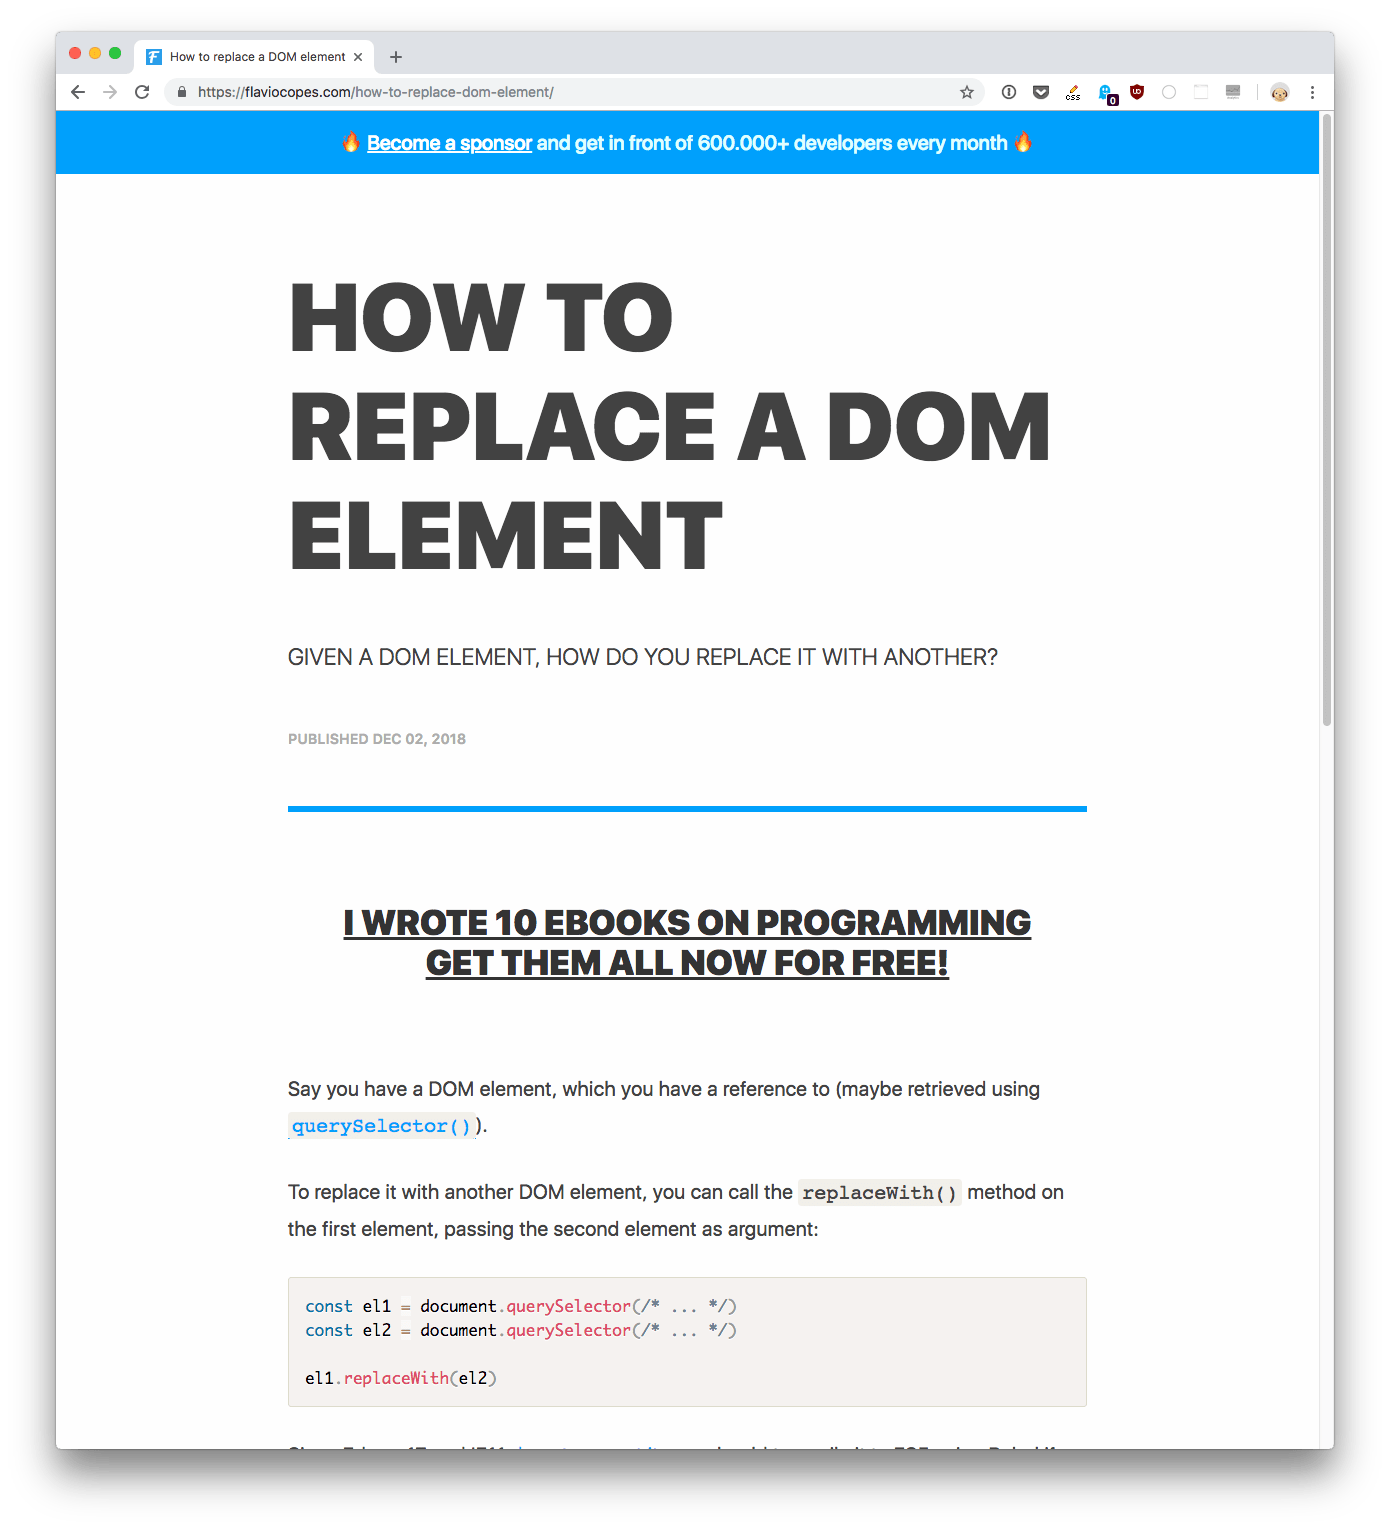 How to replace a DOM element
https://flaviocopes.com/how-to-replace-dom-element/
css
0
🔥 Become a sponsor and get in front of 600.000+ developers every month 🔥
HOW TO
REPLACE A DOM
ELEMENT
GIVEN A DOM ELEMENT, HOW DO YOU REPLACE IT WITH ANOTHER?
PUBLISHED DEC 02, 2018
I WROTE 10 EBOOKS ON PROGRAMMING
GET THEM ALL NOW FOR FREE!
Say you have a DOM element, which you have a reference to (maybe retrieved using
querySelector()).
To replace it with another DOM element, you can call the replaceWith() method on
the first element, passing the second element as argument:
const el1 = document.querySelector(/* ... */)
const el2 = document.querySelector(/* ... */)
el1.replaceWith(el2)